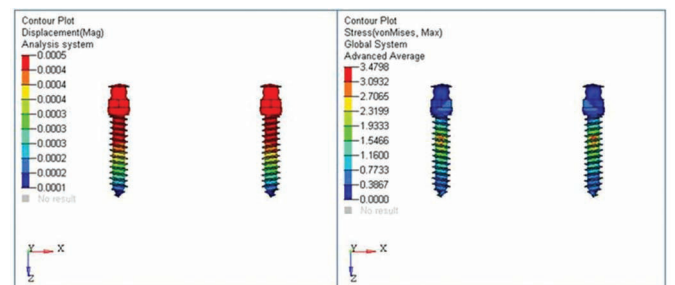 Contour Plot
Displacement(Mag)
Analysis system
0.0005
0.0004
0.0004
0.0004
0.0003
0.0003
0.0003
0.0002
0.0002
0.0001
No result
Y X
Z
Contour Plot
Stress(vonMises, Max)
Global System
Advanced Average
3.4798
3.0932
2.7065
2.3199
1.9333
1.5466
1.1600
0.7733
0.3867
0.0000
No result
Y X
Z